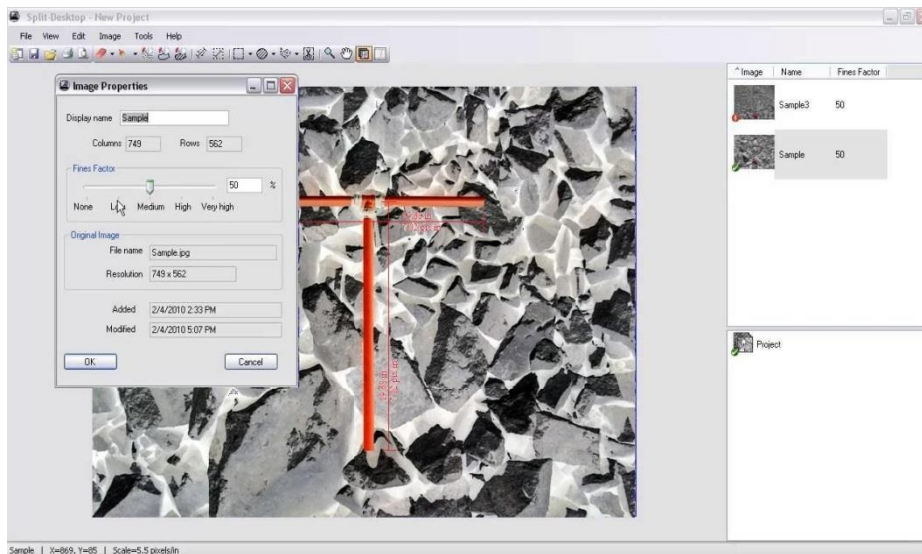 Split-Desktop - New Project
File View Edit Image Tools Help
Image Properties
Display name Sample
Columns 749 Rows 562
Fines Factor
50 %
None Low Medium High Very high
Original Image
File name Sample.jpg
Resolution 749 x 562
Added 2/4/2010 2:33 PM
Modified 2/4/2010 5:07 PM
OK Cancel
Image Name Fines Factor
Sample3 50
Sample 50
Project
Sample | X=869, Y=85 | Scale=5.5 pixels/in